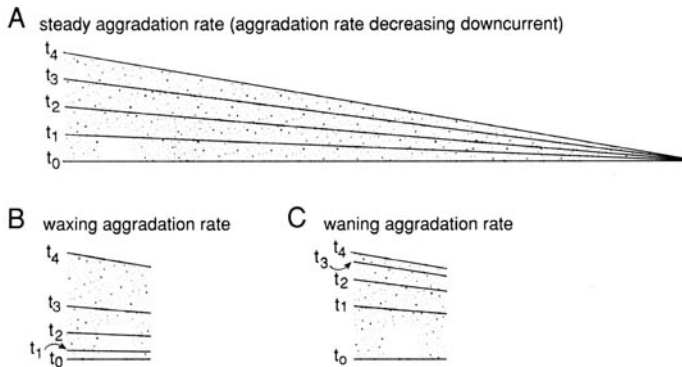 A steady aggradation rate (aggradation rate decreasing downcurrent)
t4
t3
t2
t1
t0
B waxing aggradation rate
t4
t3
t2
t1
t0
C waning aggradation rate
t4
t3
t2
t1
to